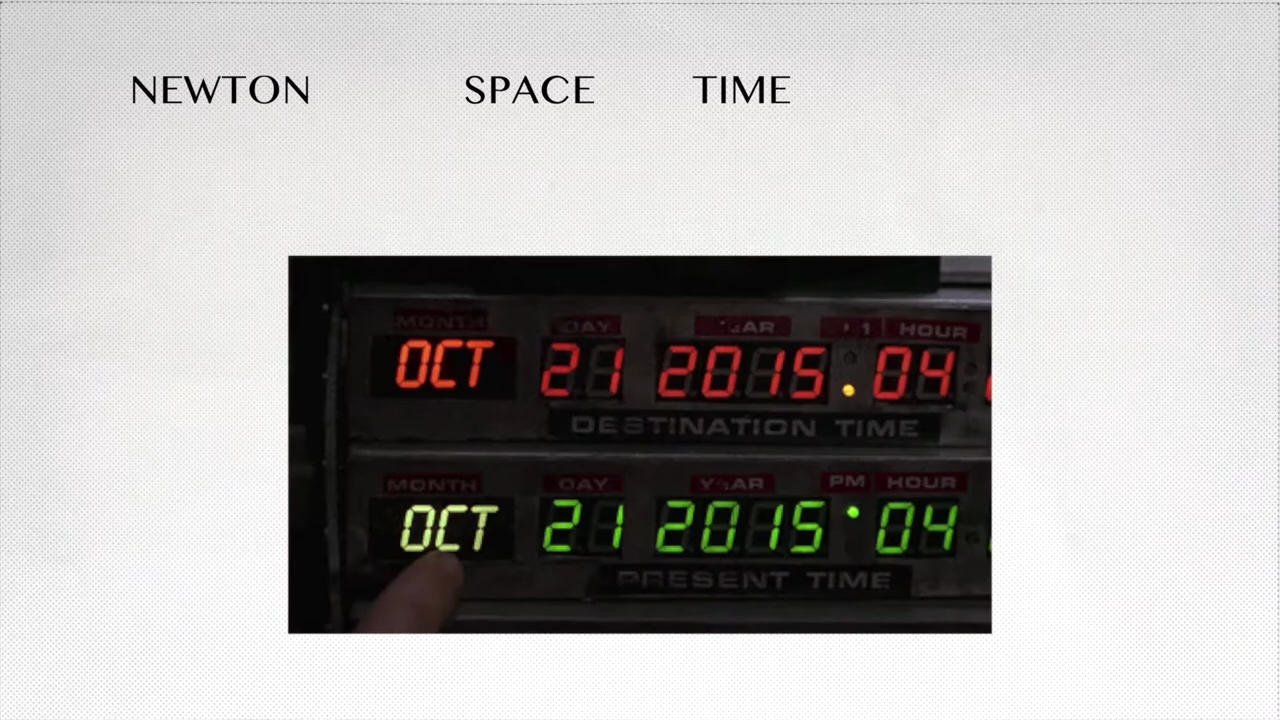 NEWTON SPACE TIME
MONTH DAY HOUR
OCT 21 2015 04
DESTINATION TIME
MONTH DAY YEAR PM HOUR
OCT 21 2015 04
PRESENT TIME